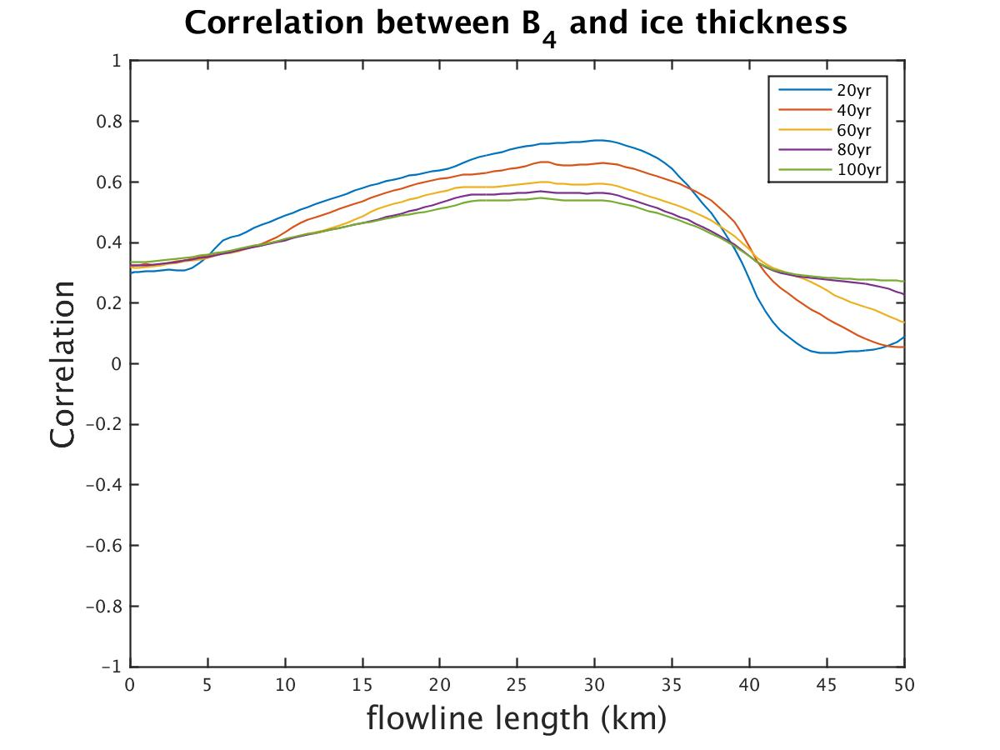 Correlation between B4 and ice thickness
1
0.8
0.6
0.4
0.2
0
−0.2
−0.4
−0.6
−0.8
−1
Correlation
20yr
40yr
60yr
80yr
100yr
0 5 10 15 20 25 30 35 40 45 50
flowline length (km)